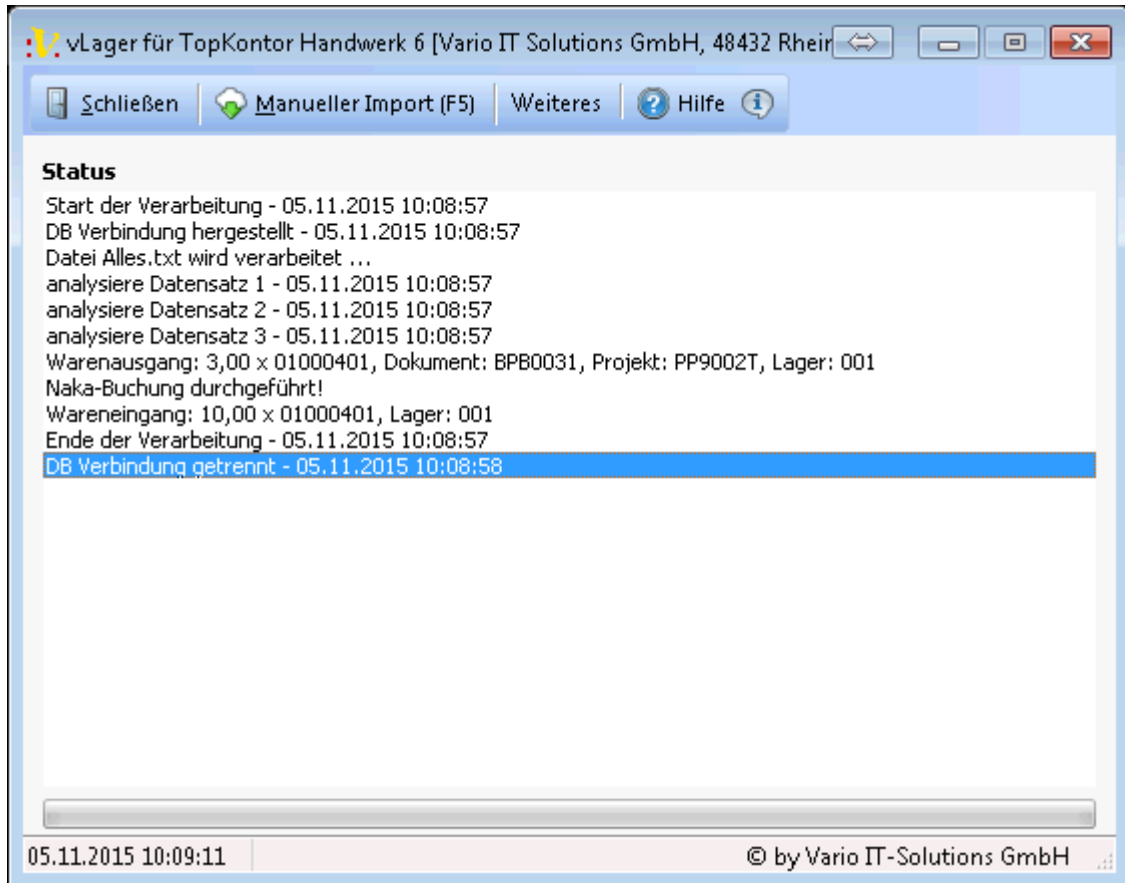 vLager für TopKontor Handwerk 6 [Vario IT Solutions GmbH, 48432 Rhein
Schließen Manueller Import (F5) Weiteres Hilfe
Status
Start der Verarbeitung - 05.11.2015 10:08:57
DB Verbindung hergestellt - 05.11.2015 10:08:57
Datei Alles.txt wird verarbeitet ...
analysiere Datensatz 1 - 05.11.2015 10:08:57
analysiere Datensatz 2 - 05.11.2015 10:08:57
analysiere Datensatz 3 - 05.11.2015 10:08:57
Warenausgang: 3,00 x 01000401, Dokument: BPB0031, Projekt: PP9002T, Lager: 001
Naka-Buchung durchgeführt!
Wareneingang: 10,00 x 01000401, Lager: 001
Ende der Verarbeitung - 05.11.2015 10:08:57
DB Verbindung getrennt - 05.11.2015 10:08:58
05.11.2015 10:09:11 © by Vario IT-Solutions GmbH